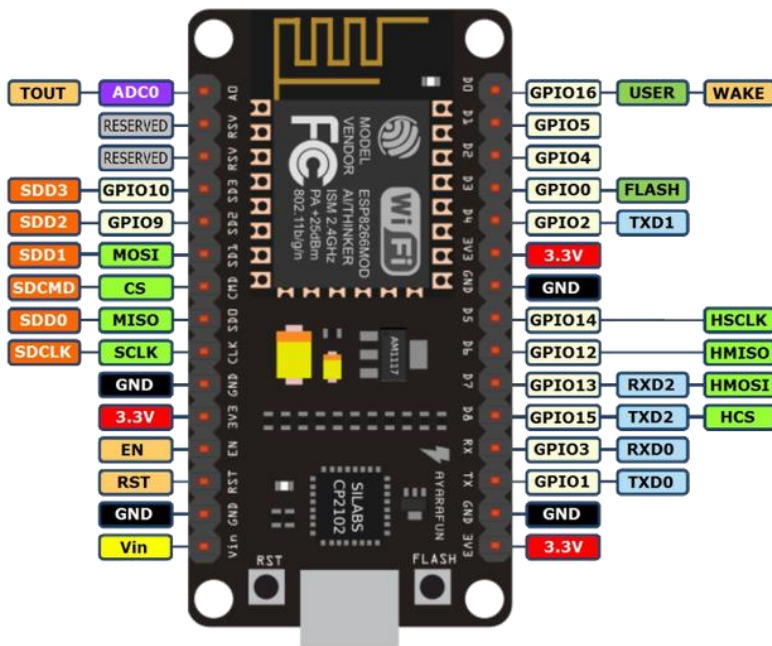 TOUT ADC0 A0 D0 GPIO16 USER WAKE
RESERVED RSV D1 GPIO5
RESERVED RSV D2 GPIO4
SDD3 GPIO10 SD3 D3 GPIO0 FLASH
SDD2 GPIO9 SD2 D4 GPIO2 TXD1
SDD1 MOSI SD1 3V3 3.3V
SDCMD CS CMD GND GND
SDD0 MISO SD0 D5 GPIO14 HSCLK
SDCLK SCLK CLK D6 GPIO12 HMISO
GND GND D7 GPIO13 RXD2 HMOSI
3.3V 3V3 D8 GPIO15 TXD2 HCS
EN EN RX GPIO3 RXD0
RST RST TX GPIO1 TXD0
GND GND GND GND
Vin Vin 3V3 3.3V
MODEL
VENDOR
ESP8266MOD
AI/THINKER
ISM 2.4GHz
PA +25dBm
802.11b/g/n
FC
WiFi
AM1117
SILABS
CP2102
AYARAFUN
RST
FLASH